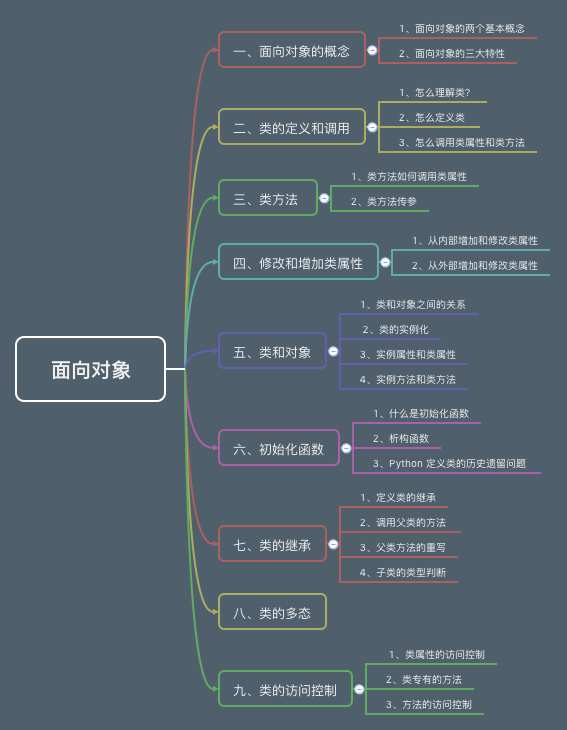 面向对象
一、面向对象的概念
1、面向对象的两个基本概念
2、面向对象的三大特性
二、类的定义和调用
1、怎么理解类?
2、怎么定义类
3、怎么调用类属性和类方法
三、类方法
1、类方法如何调用类属性
2、类方法传参
四、修改和增加类属性
1、从内部增加和修改类属性
2、从外部增加和修改类属性
五、类和对象
1、类和对象之间的关系
2、类的实例化
3、实例属性和类属性
4、实例方法和类方法
六、初始化函数
1、什么是初始化函数
2、析构函数
3、Python 定义类的历史遗留问题
七、类的继承
1、定义类的继承
2、调用父类的方法
3、父类方法的重写
4、子类的类型判断
八、类的多态
九、类的访问控制
1、类属性的访问控制
2、类专有的方法
3、方法的访问控制